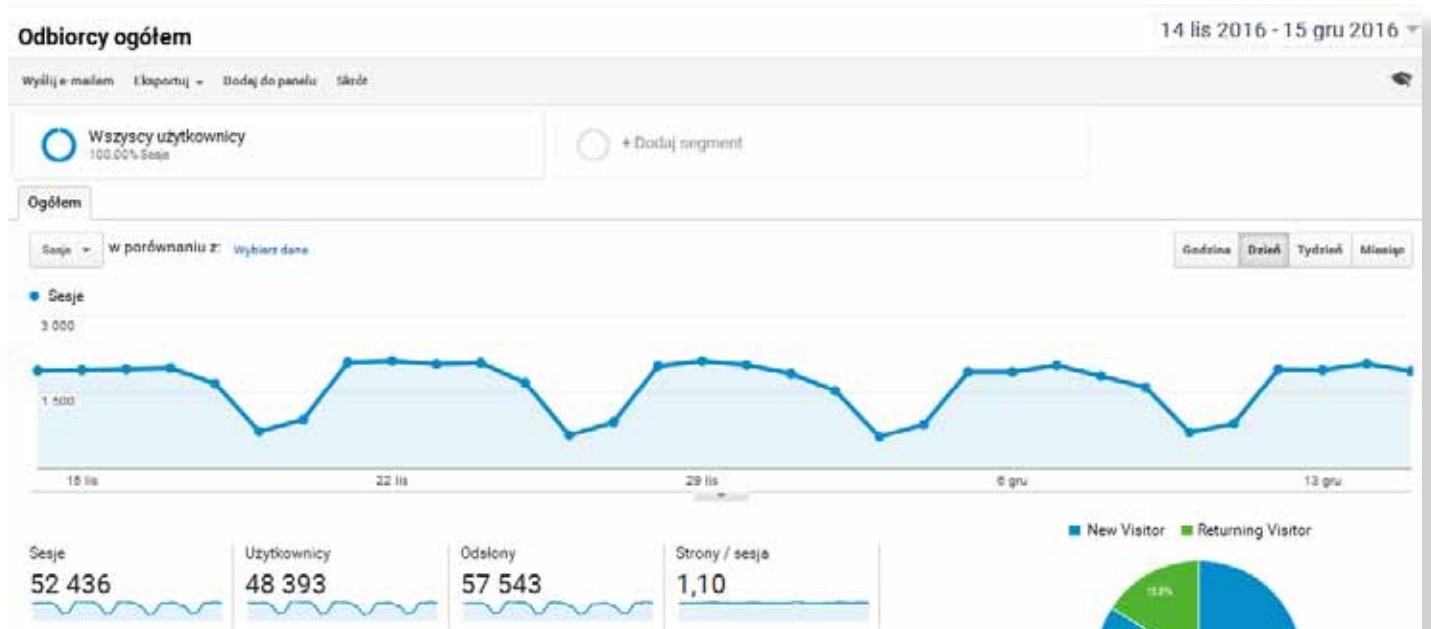 Odbiorcy ogółem
14 lis 2016 - 15 gru 2016
Wyślij e-mailem Eksportuj Dodaj do panelu Skrót
Wszyscy użytkownicy
100.00% Sesje
+ Dodaj segment
Ogółem
Sesje w porównaniu z: Wybierz dane
Godzina Dzień Tydzień Miesiąc
Sesje
3 000
1 500
15 lis 22 lis 29 lis 6 gru 13 gru
New Visitor Returning Visitor
Sesje Użytkownicy Odsłony Strony / sesja
52 436 48 393 57 543 1,10